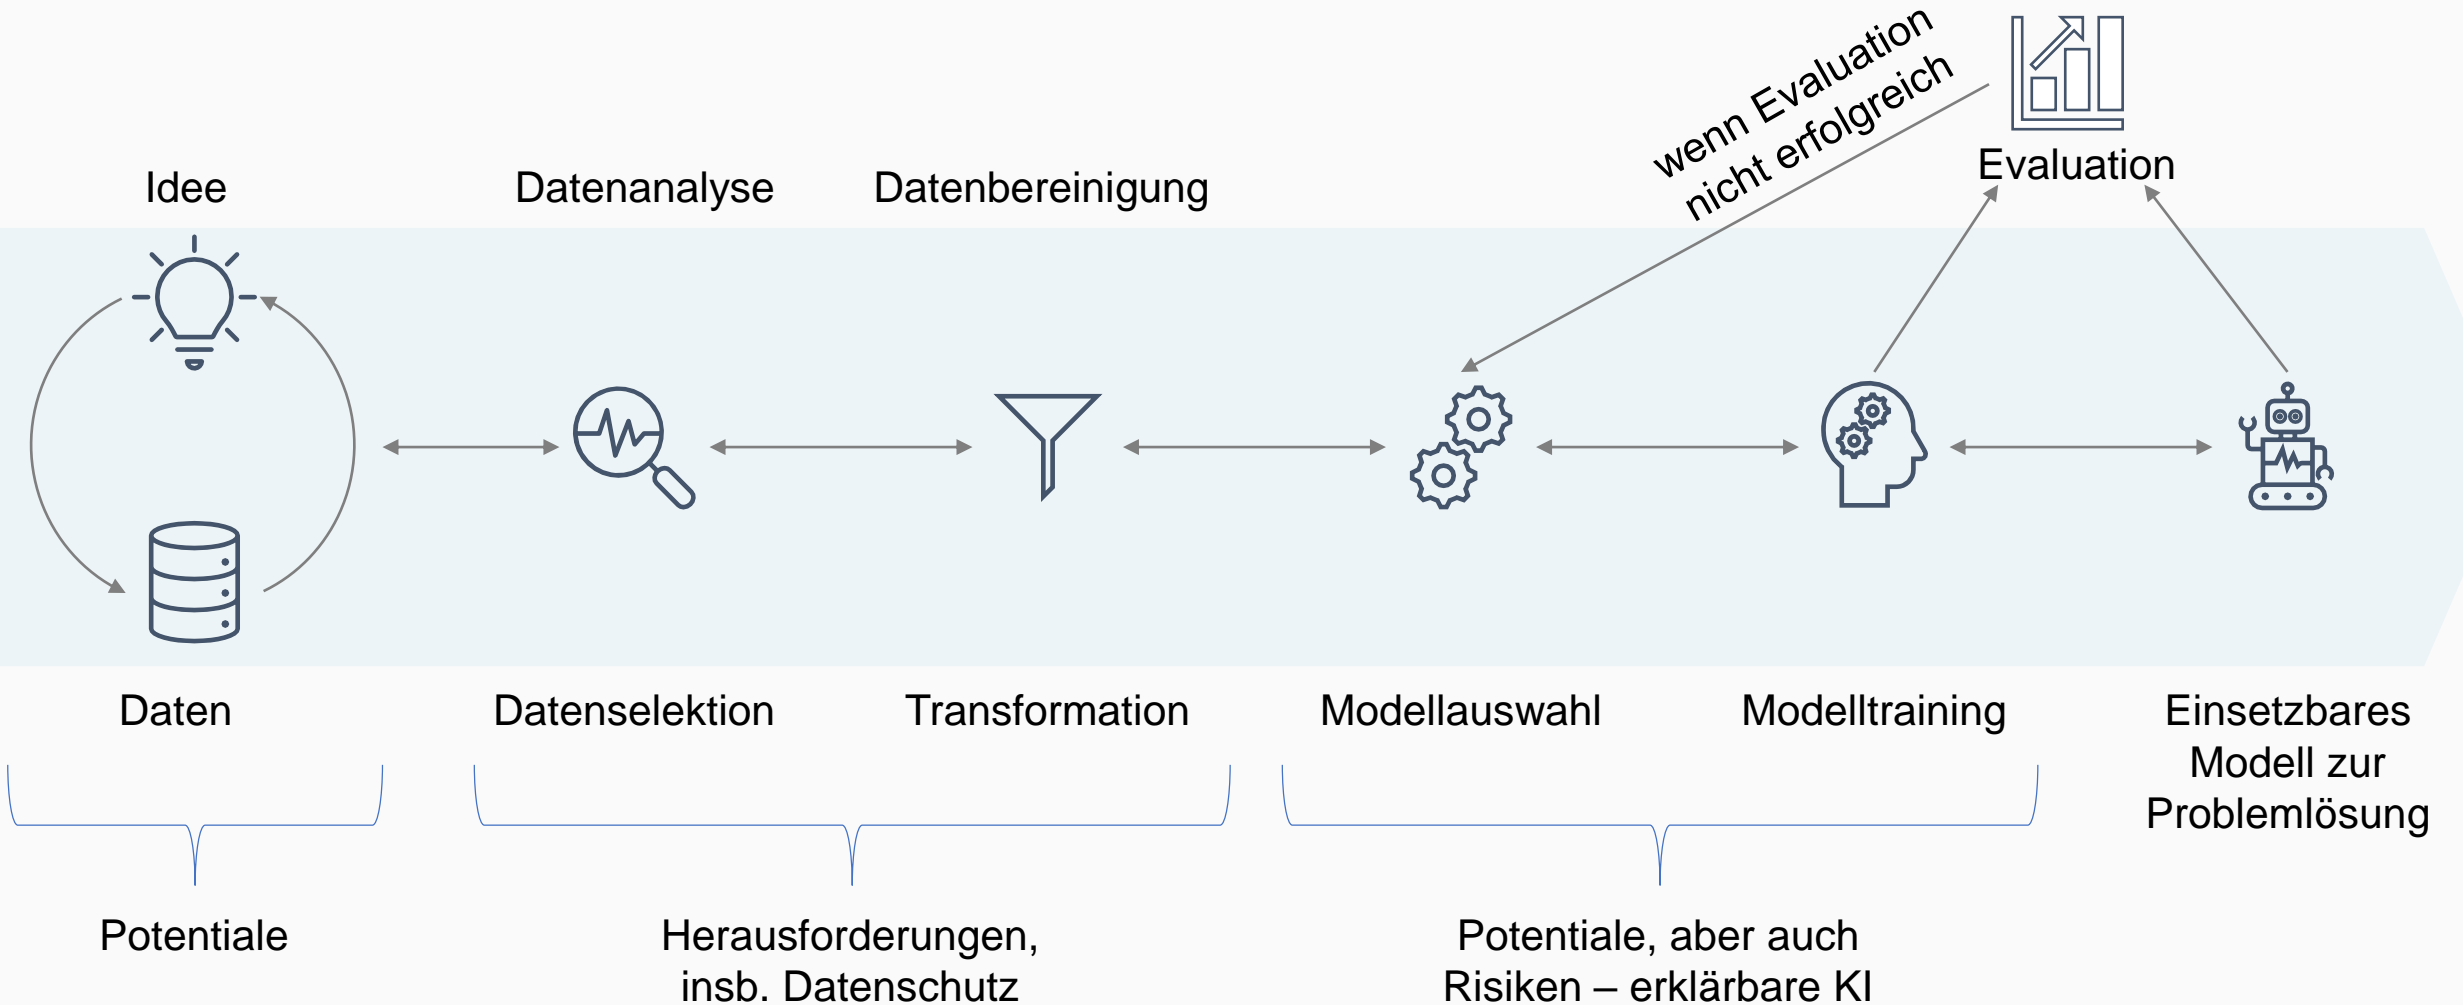 wenn Evaluation
nicht erfolgreich
Evaluation
Idee
Datenanalyse
Datenbereinigung
Daten
Datenselektion
Transformation
Modellauswahl
Modelltraining
Einsetzbares
Modell zur
Problemlösung
Potentiale
Herausforderungen,
insb. Datenschutz
Potentiale, aber auch
Risiken – erklärbare KI